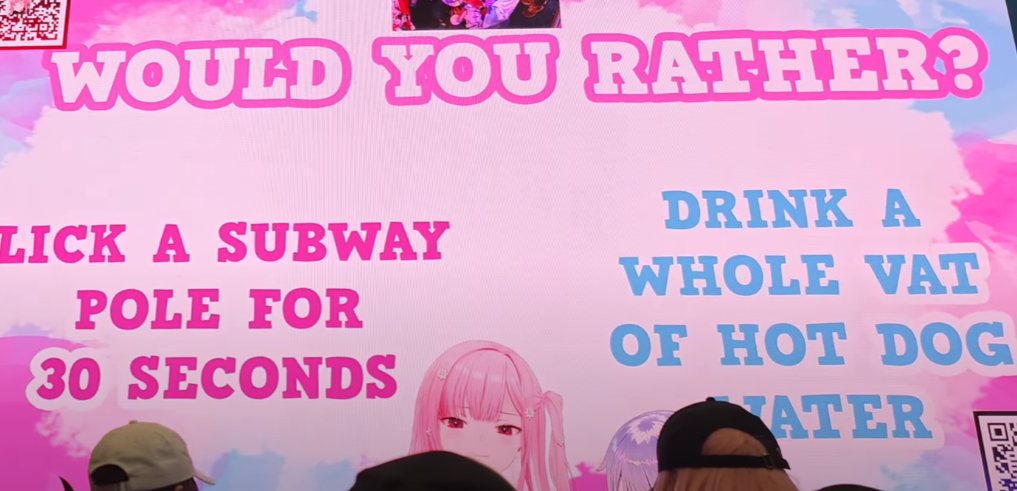 WOULD YOU RATHER?
LICK A SUBWAY
POLE FOR
30 SECONDS
DRINK A
WHOLE VAT
OF HOT DOG
WATER